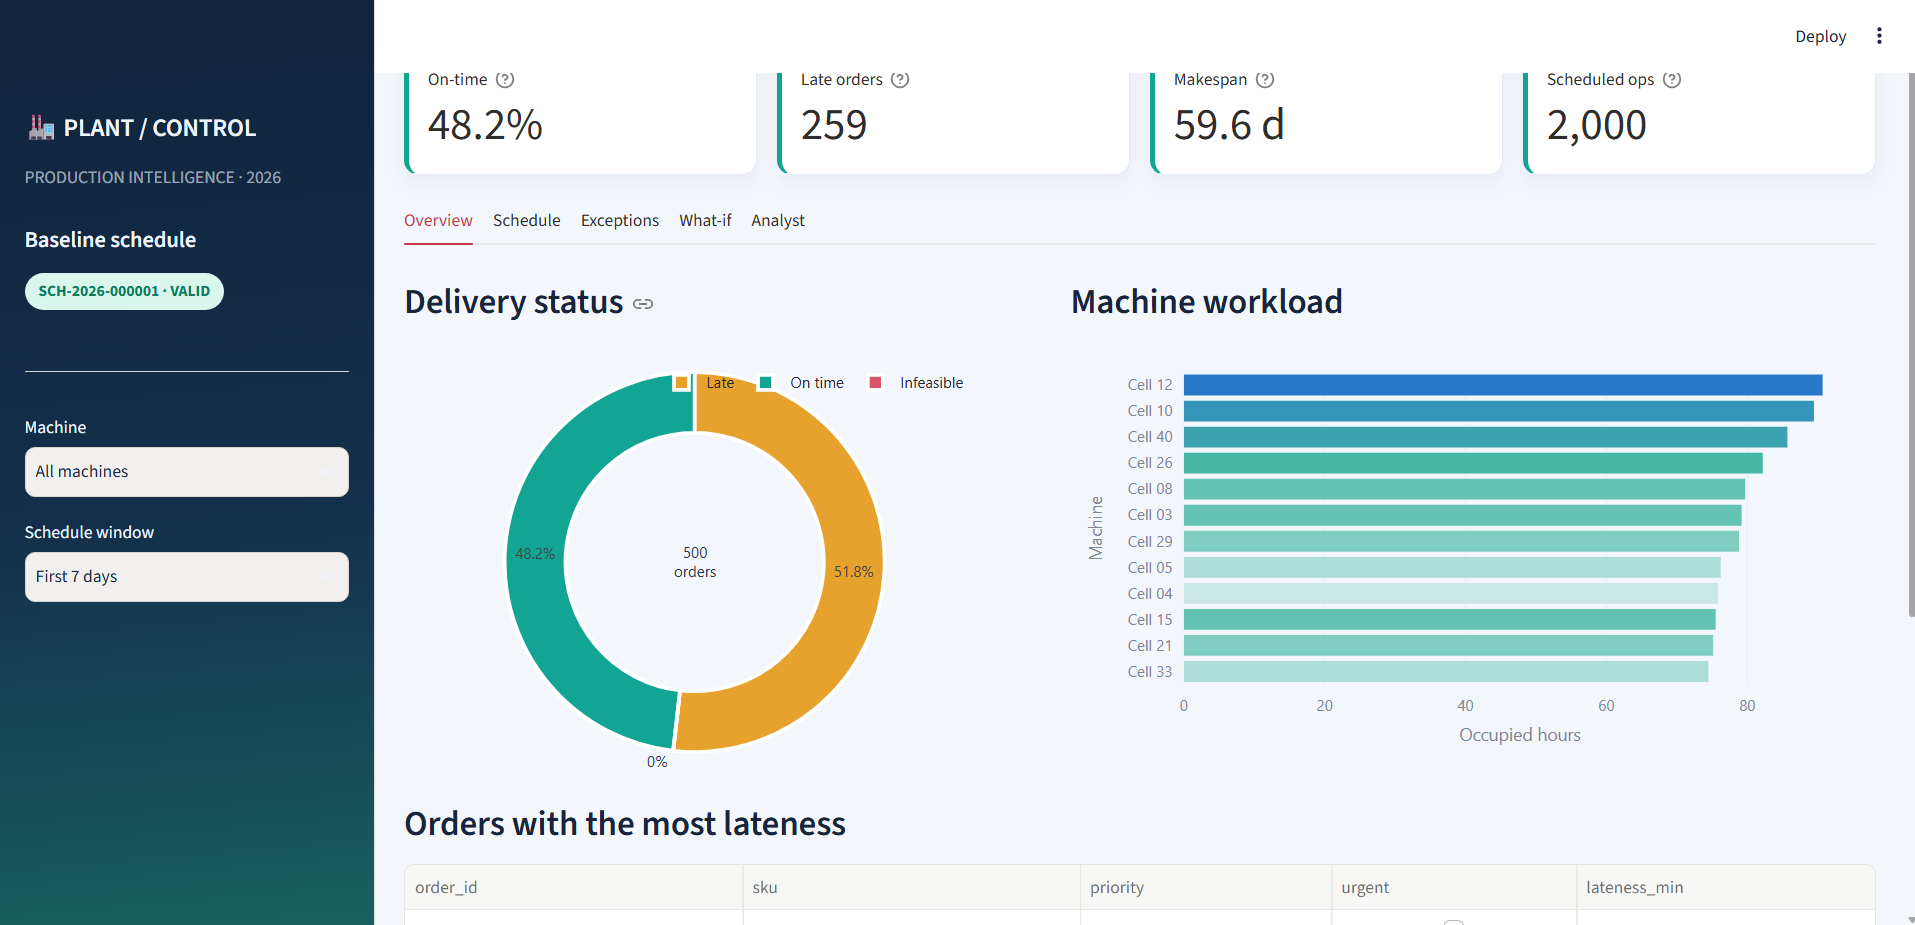 Deploy
PLANT / CONTROL
PRODUCTION INTELLIGENCE · 2026
Baseline schedule
SCH-2026-000001 · VALID
Machine
All machines
Schedule window
First 7 days
On-time
48.2%
Late orders
259
Makespan
59.6 d
Scheduled ops
2,000
Overview Schedule Exceptions What-if Analyst
Delivery status
Late On time Infeasible
48.2%
500
orders
51.8%
0%
Machine workload
Machine
Cell 12
Cell 10
Cell 40
Cell 26
Cell 08
Cell 03
Cell 29
Cell 05
Cell 04
Cell 15
Cell 21
Cell 33
0 20 40 60 80
Occupied hours
Orders with the most lateness
order_id sku priority urgent lateness_min